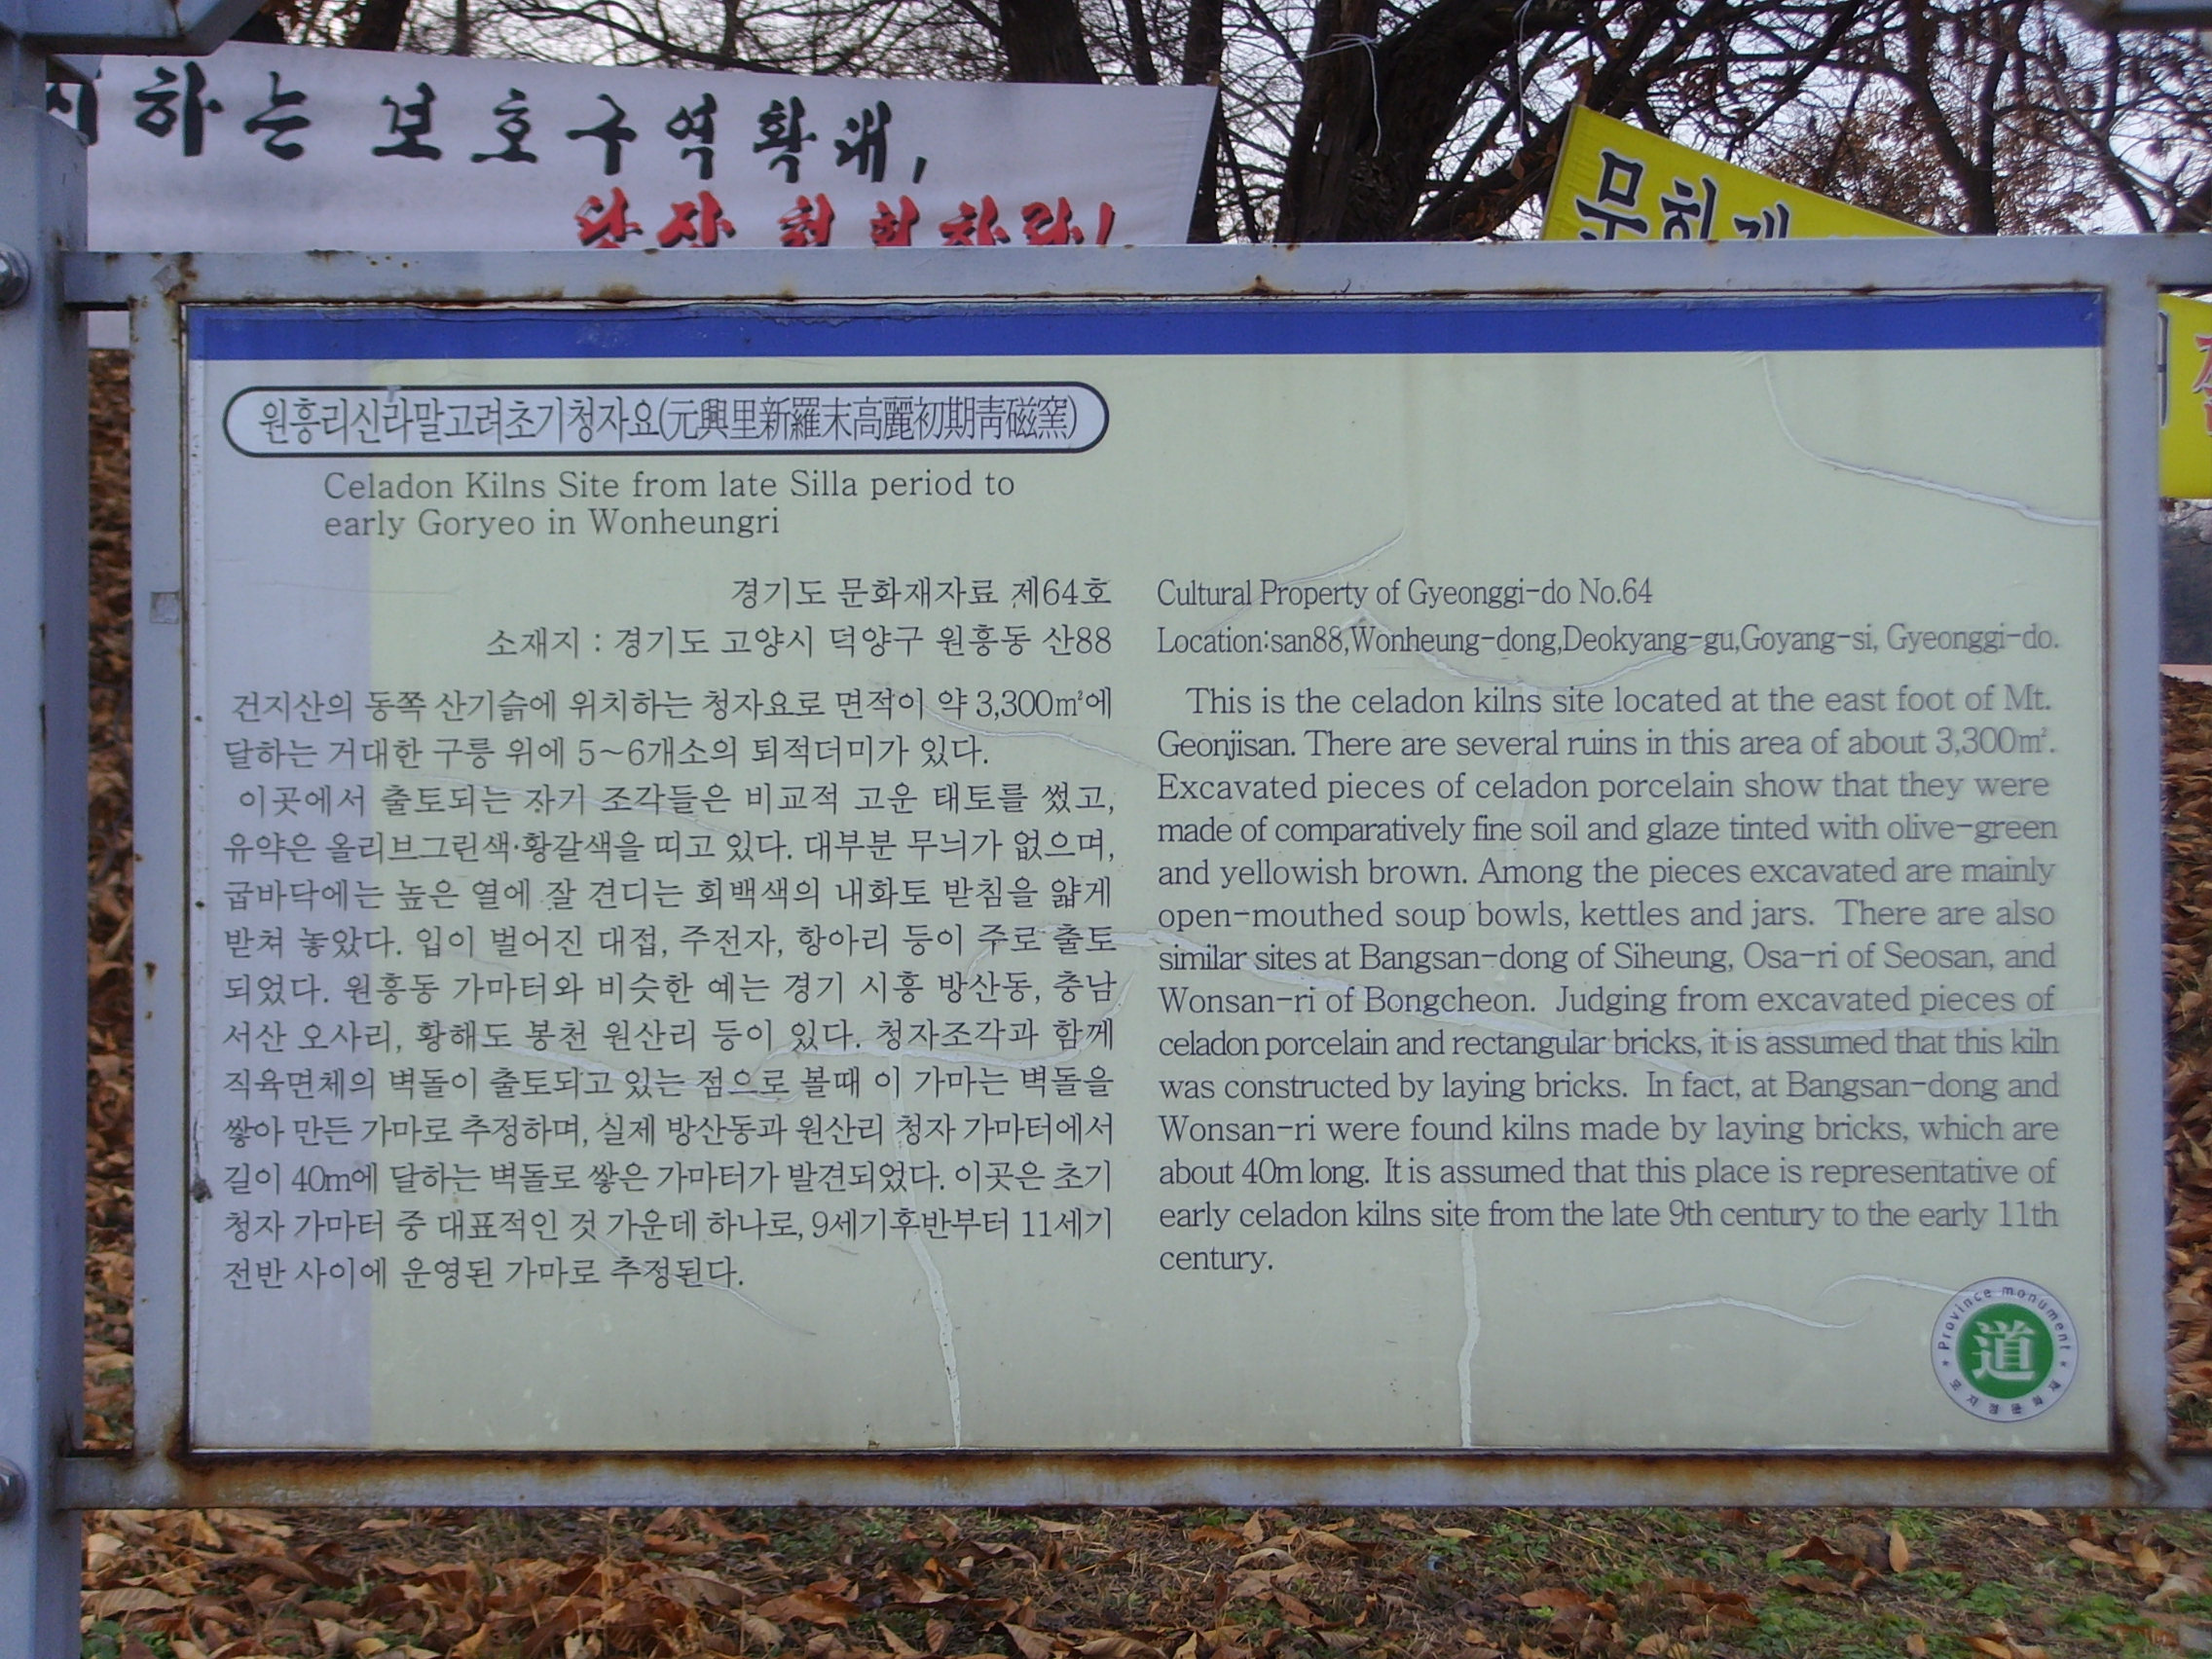 하는 보호구역확대,
당장 철회하라!
문화재
원흥리신라말고려초기청자요(元興里新羅末高麗初期靑磁窯)
Celadon Kilns Site from late Silla period to
early Goryeo in Wonheungri
경기도 문화재자료 제64호
소재지 : 경기도 고양시 덕양구 원흥동 산88
건지산의 동쪽 산기슭에 위치하는 청자요로 면적이 약 3,300㎡에
달하는 거대한 구릉 위에 5~6개소의 퇴적더미가 있다.
이곳에서 출토되는 자기 조각들은 비교적 고운 태토를 썼고,
유약은 올리브그린색·황갈색을 띠고 있다. 대부분 무늬가 없으며,
굽바닥에는 높은 열에 잘 견디는 회백색의 내화토 받침을 얇게
받쳐 놓았다. 입이 벌어진 대접, 주전자, 항아리 등이 주로 출토
되었다. 원흥동 가마터와 비슷한 예는 경기 시흥 방산동, 충남
서산 오사리, 황해도 봉천 원산리 등이 있다. 청자조각과 함께
직육면체의 벽돌이 출토되고 있는 점으로 볼때 이 가마는 벽돌을
쌓아 만든 가마로 추정하며, 실제 방산동과 원산리 청자 가마터에서
길이 40m에 달하는 벽돌로 쌓은 가마터가 발견되었다. 이곳은 초기
청자 가마터 중 대표적인 것 가운데 하나로, 9세기후반부터 11세기
전반 사이에 운영된 가마로 추정된다.
Cultural Property of Gyeonggi-do No.64
Location:san88,Wonheung-dong,Deokyang-gu,Goyang-si, Gyeonggi-do.
This is the celadon kilns site located at the east foot of Mt.
Geonjisan. There are several ruins in this area of about 3,300㎡.
Excavated pieces of celadon porcelain show that they were
made of comparatively fine soil and glaze tinted with olive-green
and yellowish brown. Among the pieces excavated are mainly
open-mouthed soup bowls, kettles and jars. There are also
similar sites at Bangsan-dong of Siheung, Osa-ri of Seosan, and
Wonsan-ri of Bongcheon. Judging from excavated pieces of
celadon porcelain and rectangular bricks, it is assumed that this kiln
was constructed by laying bricks. In fact, at Bangsan-dong and
Wonsan-ri were found kilns made by laying bricks, which are
about 40m long. It is assumed that this place is representative of
early celadon kilns site from the late 9th century to the early 11th
century.
Province monument
道
도지정문화재